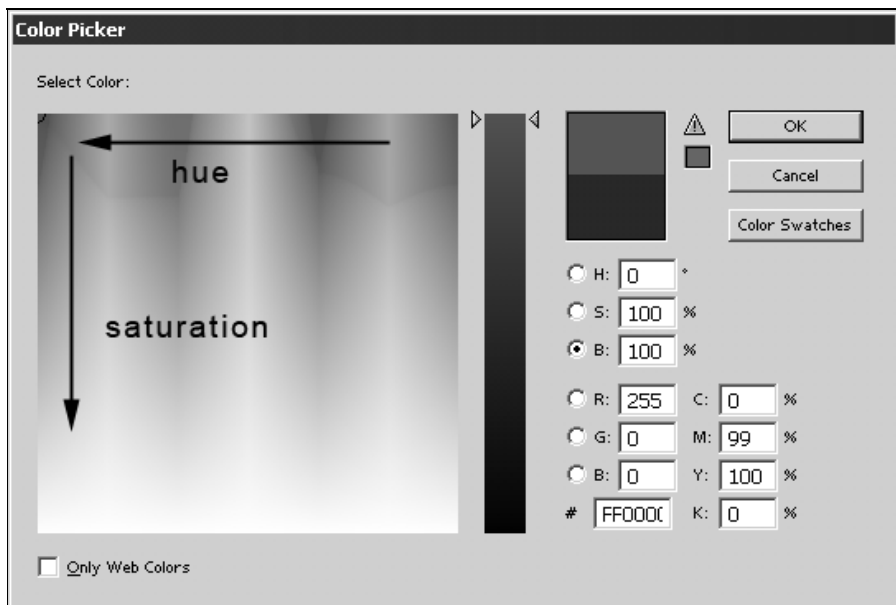 Color Picker
Select Color:
hue
saturation
OK
Cancel
Color Swatches
H: 0 °
S: 100 %
B: 100 %
R: 255 C: 0 %
G: 0 M: 99 %
B: 0 Y: 100 %
# FF000( K: 0 %
Only Web Colors